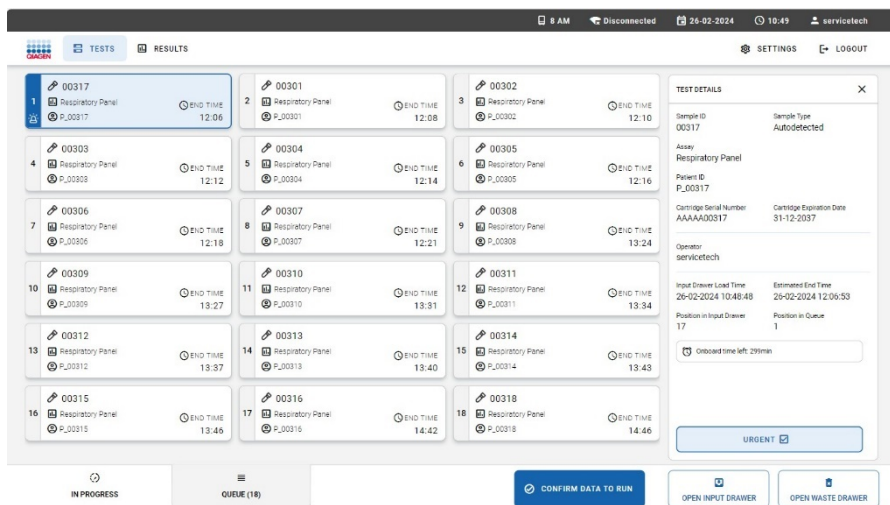 8 AM Disconnected 26-02-2024 10:49 servicetech
QIAGEN TESTS RESULTS SETTINGS LOGOUT
1
00317
Respiratory Panel
P_00317
END TIME
12:06
2
00301
Respiratory Panel
P_00301
END TIME
12:08
3
00302
Respiratory Panel
P_00302
END TIME
12:10
4
00303
Respiratory Panel
P_00303
END TIME
12:12
5
00304
Respiratory Panel
P_00304
END TIME
12:14
6
00305
Respiratory Panel
P_00305
END TIME
12:16
7
00306
Respiratory Panel
P_00306
END TIME
12:18
8
00307
Respiratory Panel
P_00307
END TIME
12:21
9
00308
Respiratory Panel
P_00308
END TIME
13:24
10
00309
Respiratory Panel
P_00309
END TIME
13:27
11
00310
Respiratory Panel
P_00310
END TIME
13:31
12
00311
Respiratory Panel
P_00311
END TIME
13:34
13
00312
Respiratory Panel
P_00312
END TIME
13:37
14
00313
Respiratory Panel
P_00313
END TIME
13:40
15
00314
Respiratory Panel
P_00314
END TIME
13:43
16
00315
Respiratory Panel
P_00315
END TIME
13:46
17
00316
Respiratory Panel
P_00316
END TIME
14:42
18
00318
Respiratory Panel
P_00318
END TIME
14:46
TEST DETAILS
Sample ID Sample Type
00317 Autodetected
Assay
Respiratory Panel
Patient ID
P_00317
Cartridge Serial Number Cartridge Expiration Date
AAAAA00317 31-12-2037
Operator
servicetech
Input Drawer Load Time Estimated End Time
26-02-2024 10:48:48 26-02-2024 12:06:53
Position in Input Drawer Position in Queue
17 1
Onboard time left: 299min
URGENT
IN PROGRESS
QUEUE (18)
CONFIRM DATA TO RUN
OPEN INPUT DRAWER
OPEN WASTE DRAWER